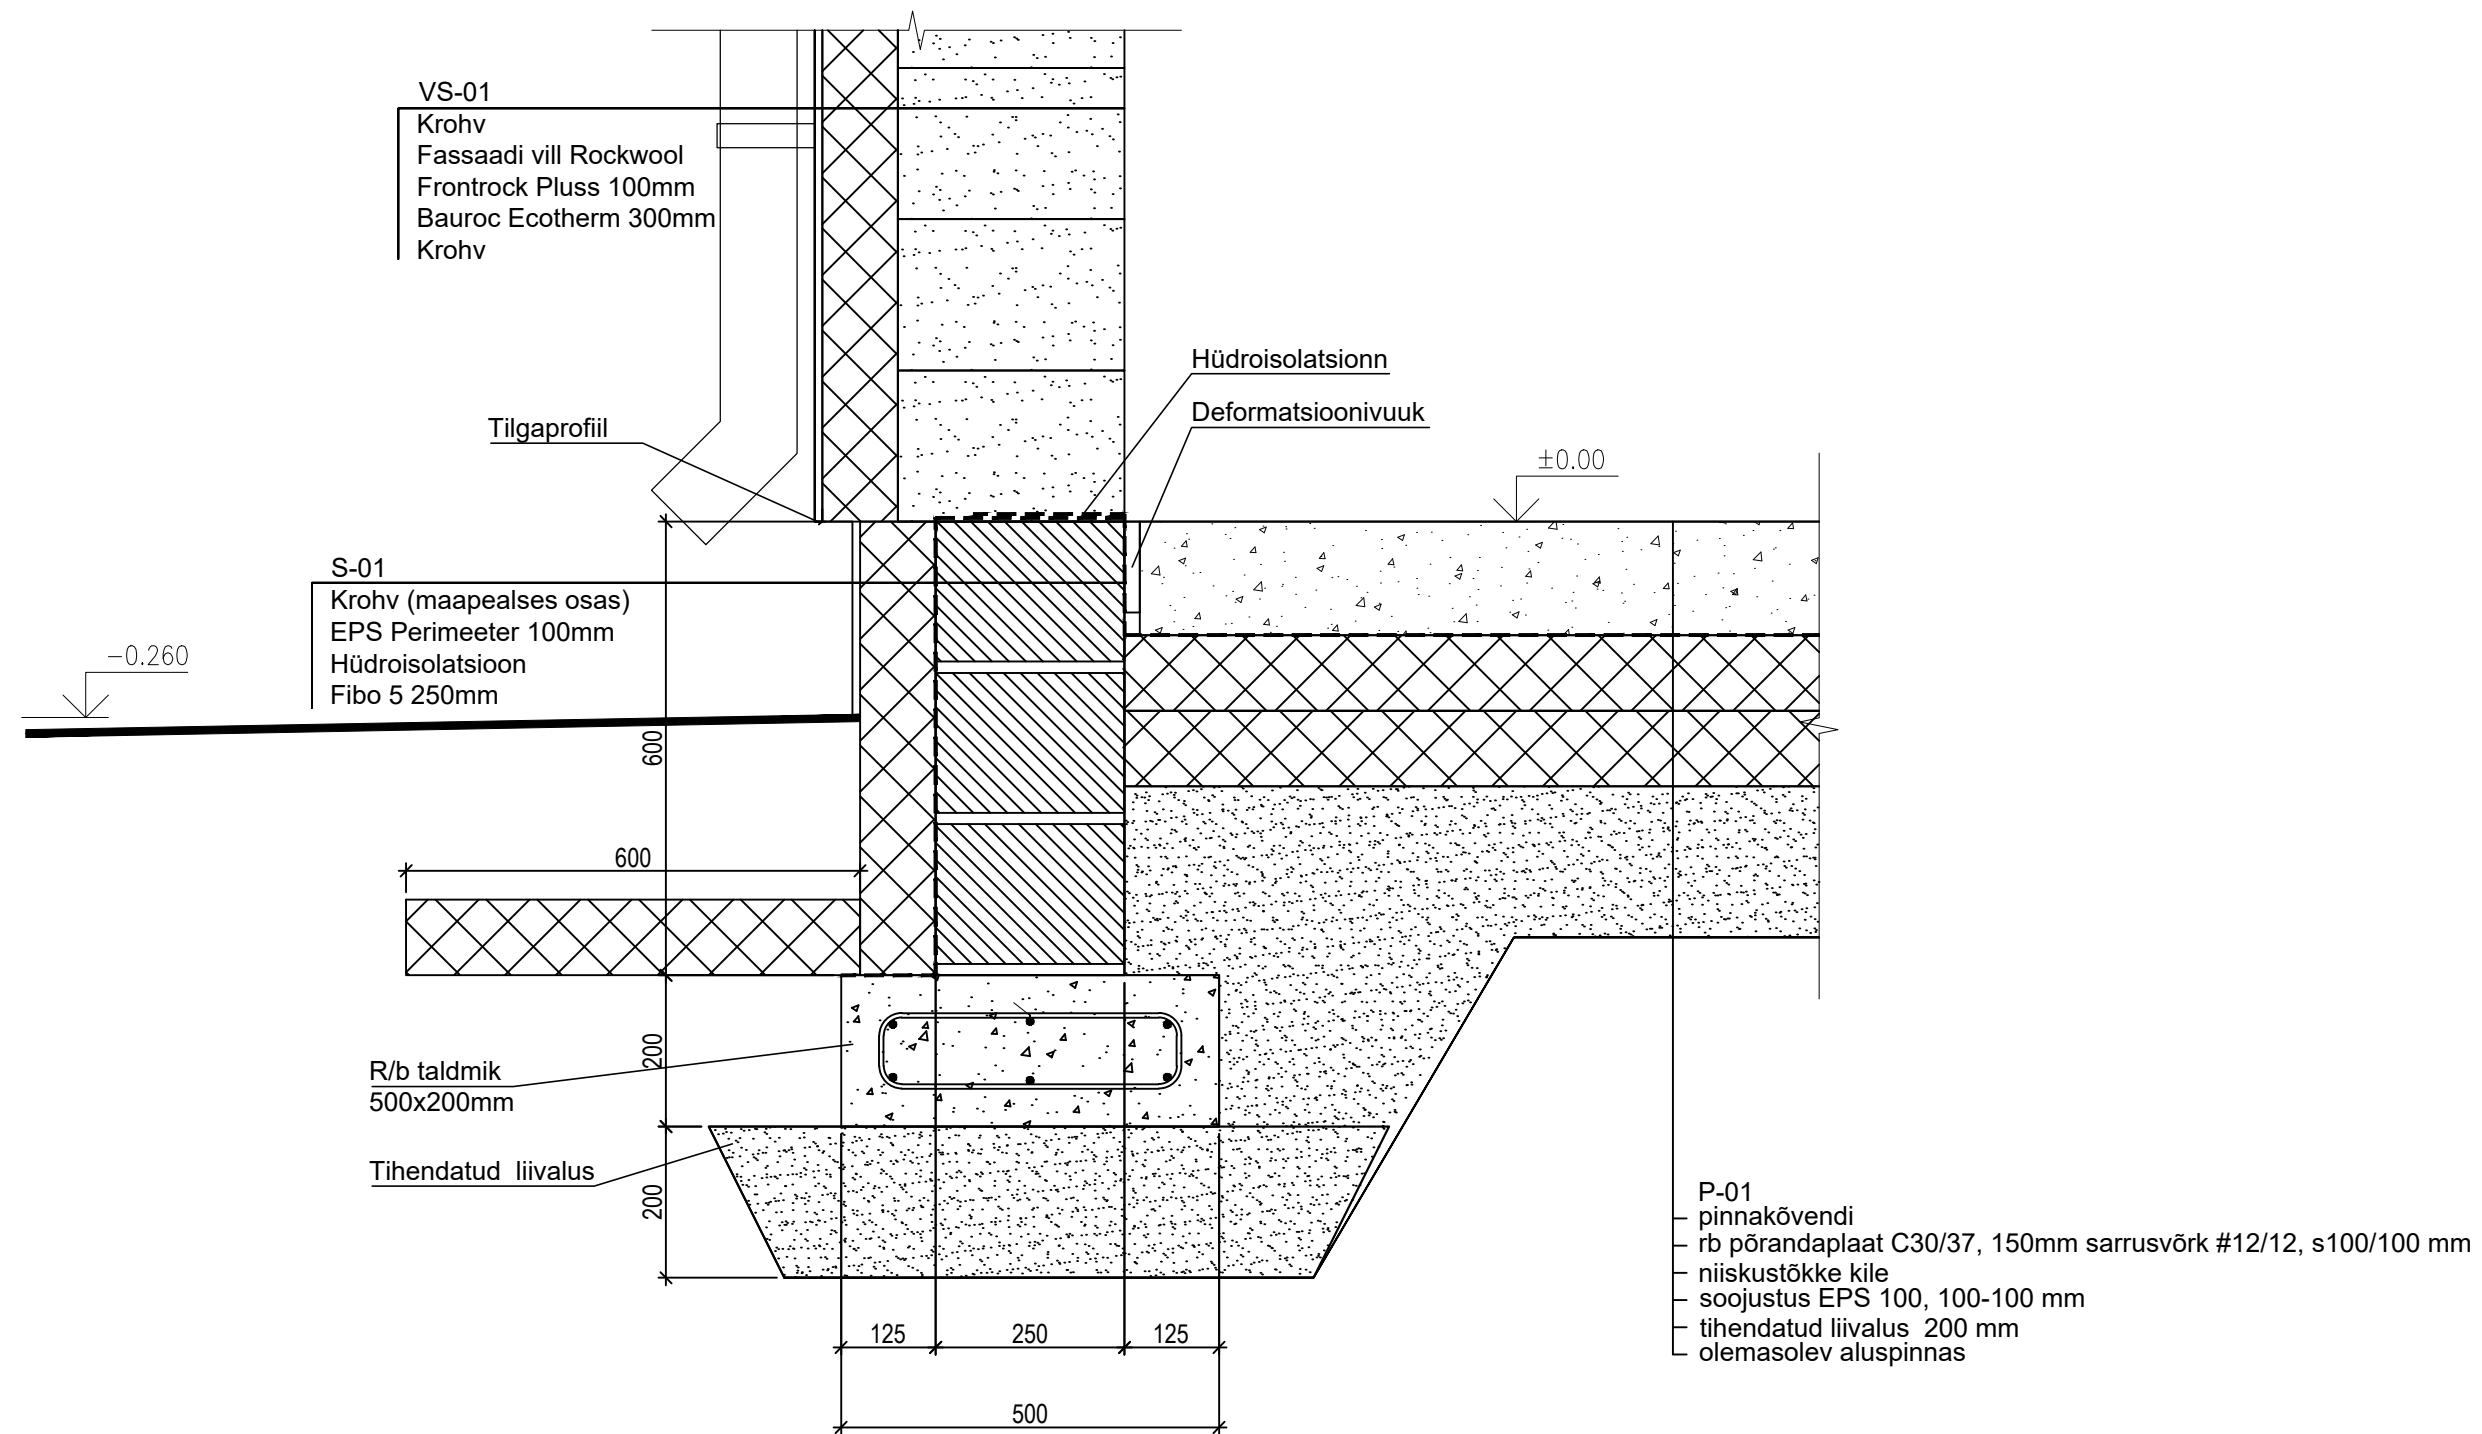 VS-01
Krohv
Fassaadi vill Rockwool
Frontrock Pluss 100mm
Bauroc Ecotherm 300mm
Krohv
Hüdroisolatsionn
Deformatsioonivuuk
Tilgaprofiil
±0.00
S-01
Krohv (maapealses osas)
EPS Perimeeter 100mm
Hüdroisolatsioon
Fibo 5 250mm
-0.260
600
600
200
R/b taldmik
500x200mm
Tihendatud liivalus
200
P-01
pinnakõvendi
rb põrandaplaat C30/37, 150mm sarrusvõrk #12/12, s100/100 mm
niiskustõkke kile
soojustus EPS 100, 100-100 mm
tihendatud liivalus 200 mm
olemasolev aluspinnas
125 250 125
500